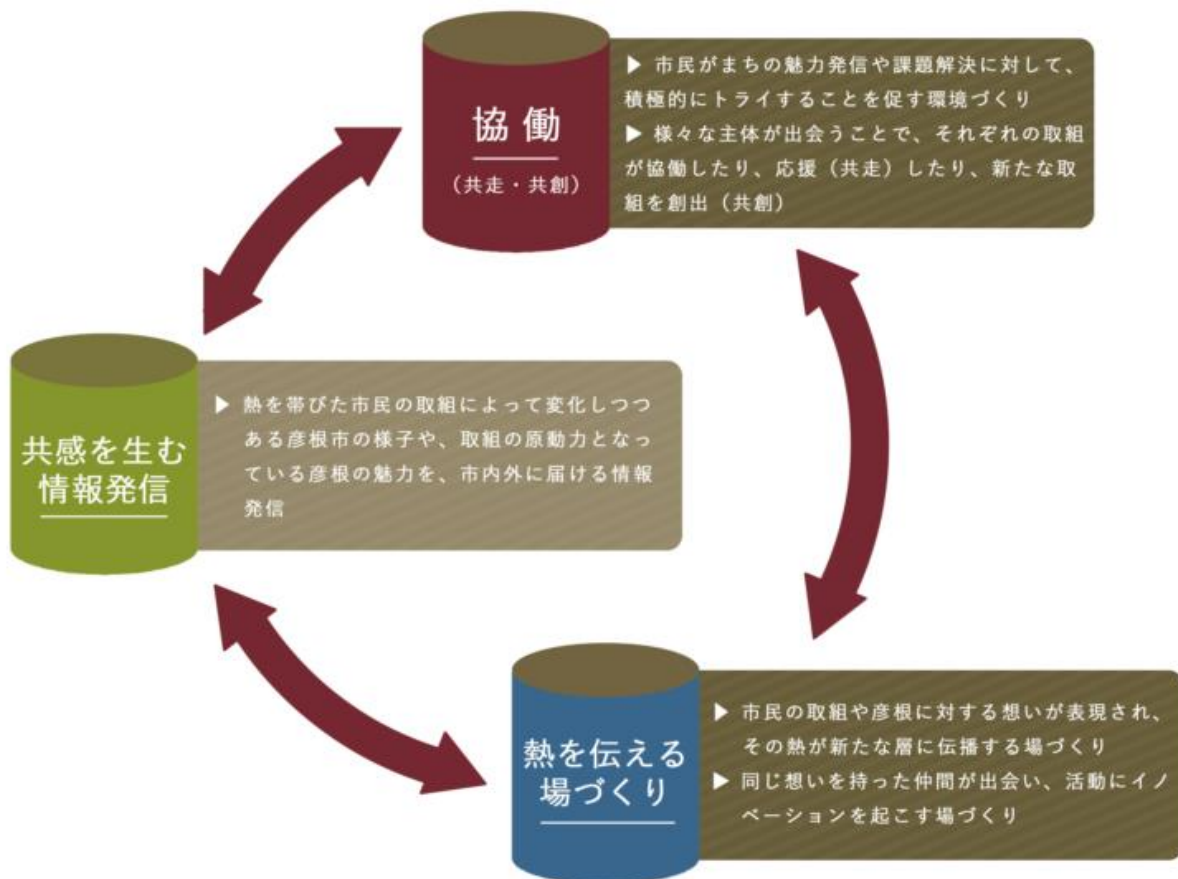 協働
（共走・共創）
▶ 市民がまちの魅力発信や課題解決に対して、
積極的にトライすることを促す環境づくり
▶ 様々な主体が出会うことで、それぞれの取組
が協働したり、応援（共走）したり、新たな取
組を創出（共創）
共感を生む
情報発信
▶ 熱を帯びた市民の取組によって変化しつつ
ある彦根市の様子や、取組の原動力となっ
ている彦根の魅力を、市内外に届ける情報
発信
熱を伝える
場づくり
▶ 市民の取組や彦根に対する想いが表現され、
その熱が新たな層に伝播する場づくり
▶ 同じ想いを持った仲間が出会い、活動にイノ
ベーションを起こす場づくり